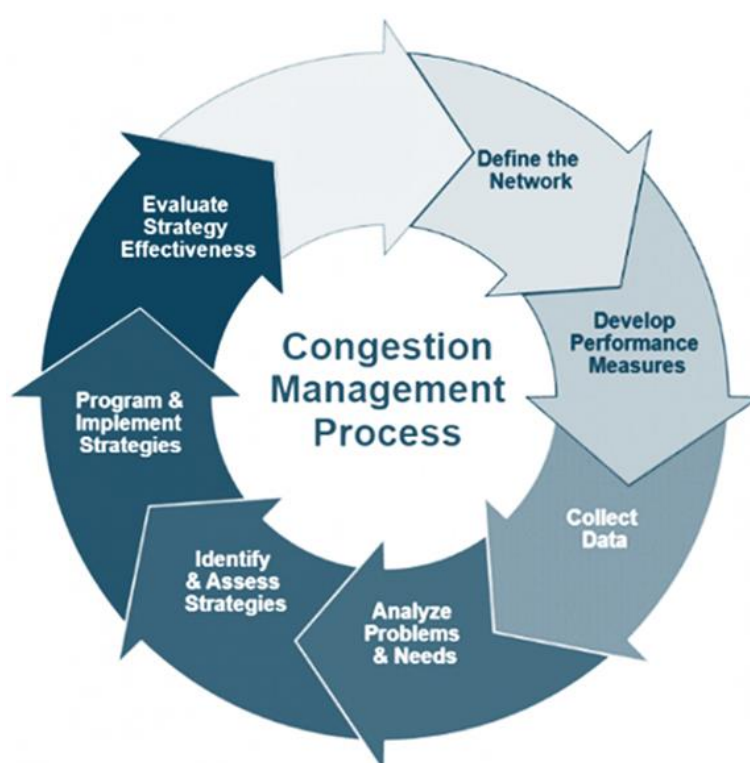 Congestion
Management
Process
Define the
Network
Develop
Performance
Measures
Collect
Data
Analyze
Problems
& Needs
Identify
& Assess
Strategies
Program &
Implement
Strategies
Evaluate
Strategy
Effectiveness